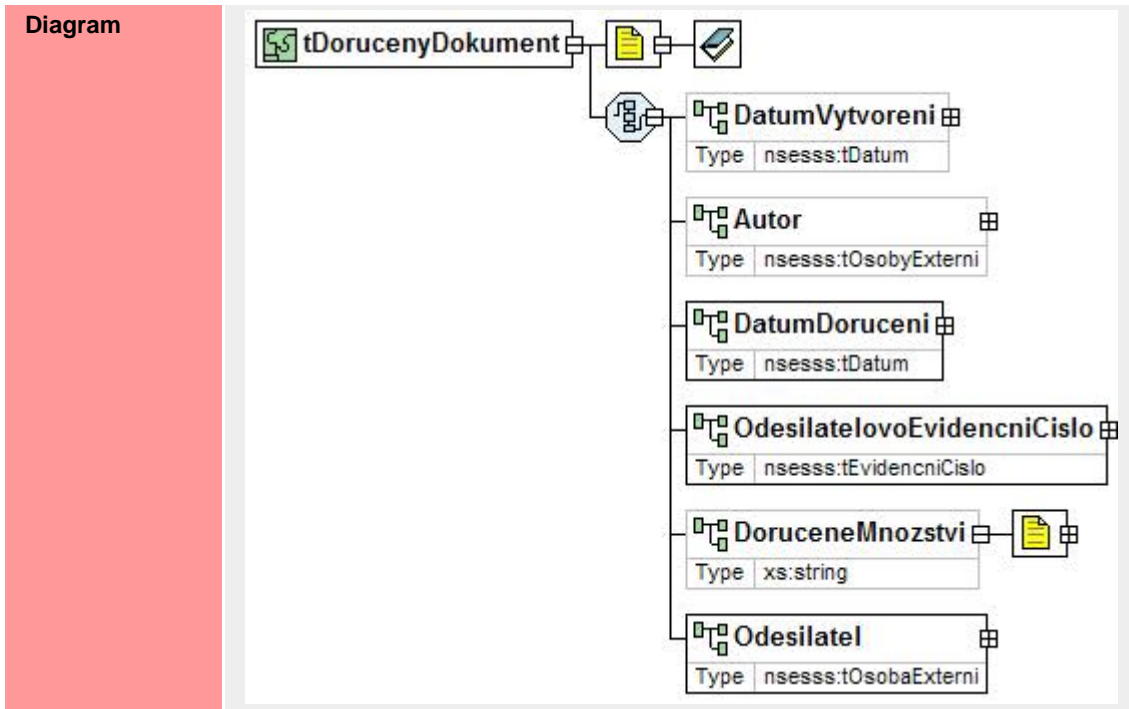 Diagram
tDorucenyDokument
DatumVytvoreni
Type nsesss:tDatum
Autor
Type nsesss:tOsobyExterni
DatumDoruceni
Type nsesss:tDatum
OdesilatelovoEvidencniCislo
Type nsesss:tEvidencniCislo
DoruceneMnozstvi
Type xs:string
Odesilatel
Type nsesss:tOsobaExterni